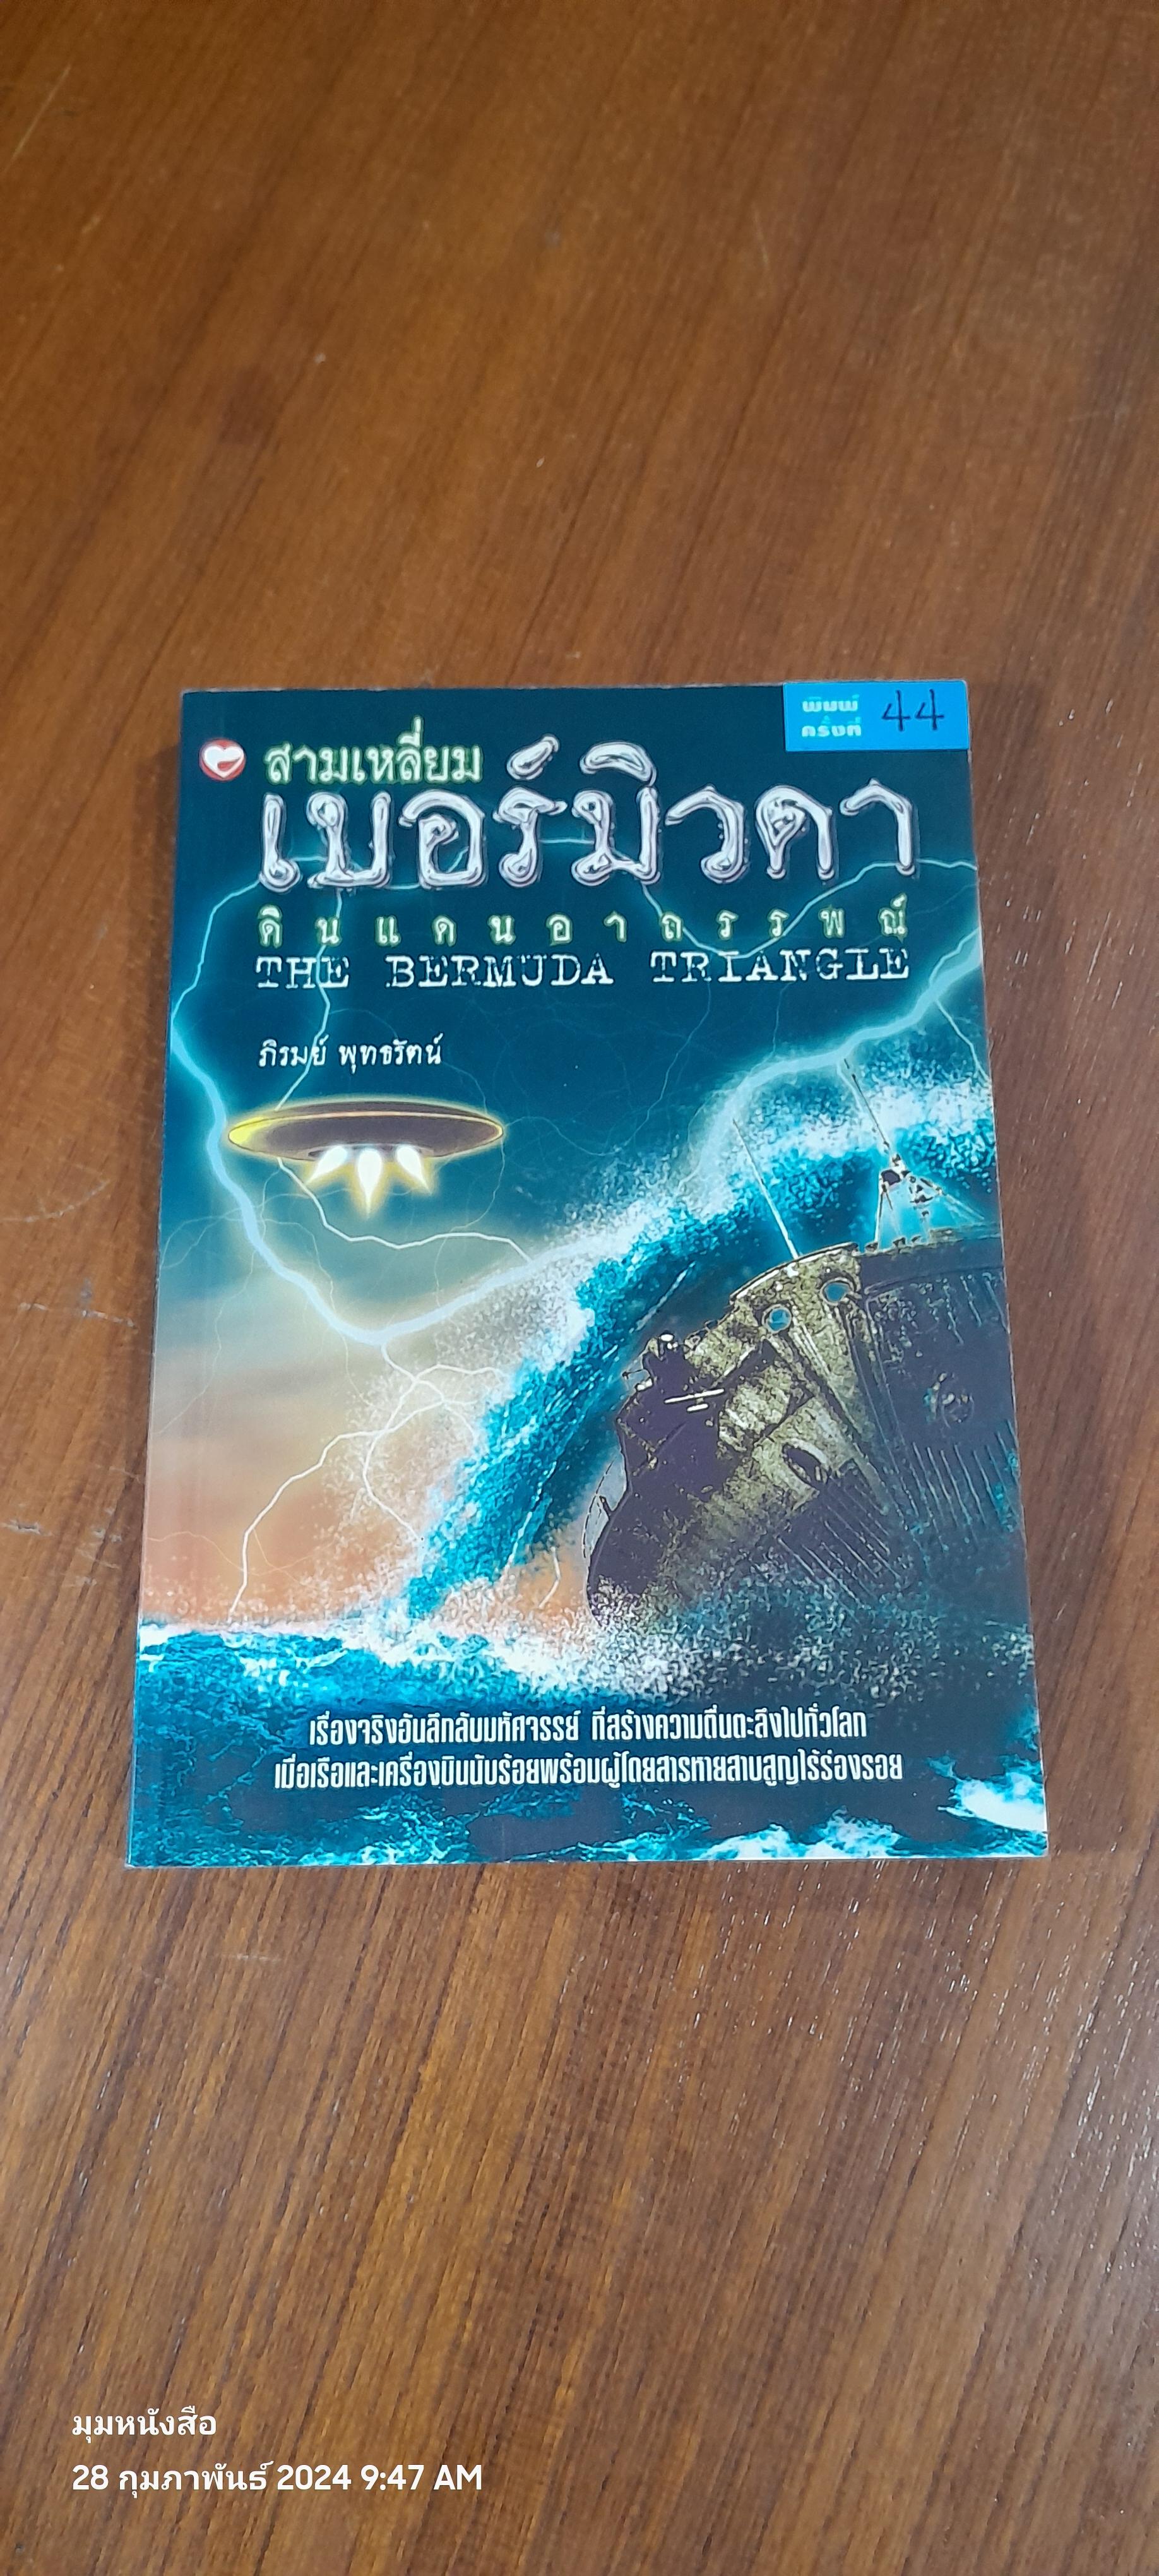 พิมพ์
ครั้งที่ 44
สามเหลี่ยม
เบอร์มิวดา
ดินแดนอาถรรพณ์
THE BERMUDA TRIANGLE
ภิรมย์ พุทธรัตน์
เรื่องจริงอันลึกลับมหัศจรรย์ ที่สร้างความตื่นตะลึงไปทั่วโลก
เมื่อเรือและเครื่องบินนับร้อยพร้อมผู้โดยสารหายสาบสูญไร้ร่องรอย
มุมหนังสือ
28 กุมภาพันธ์ 2024 9:47 AM